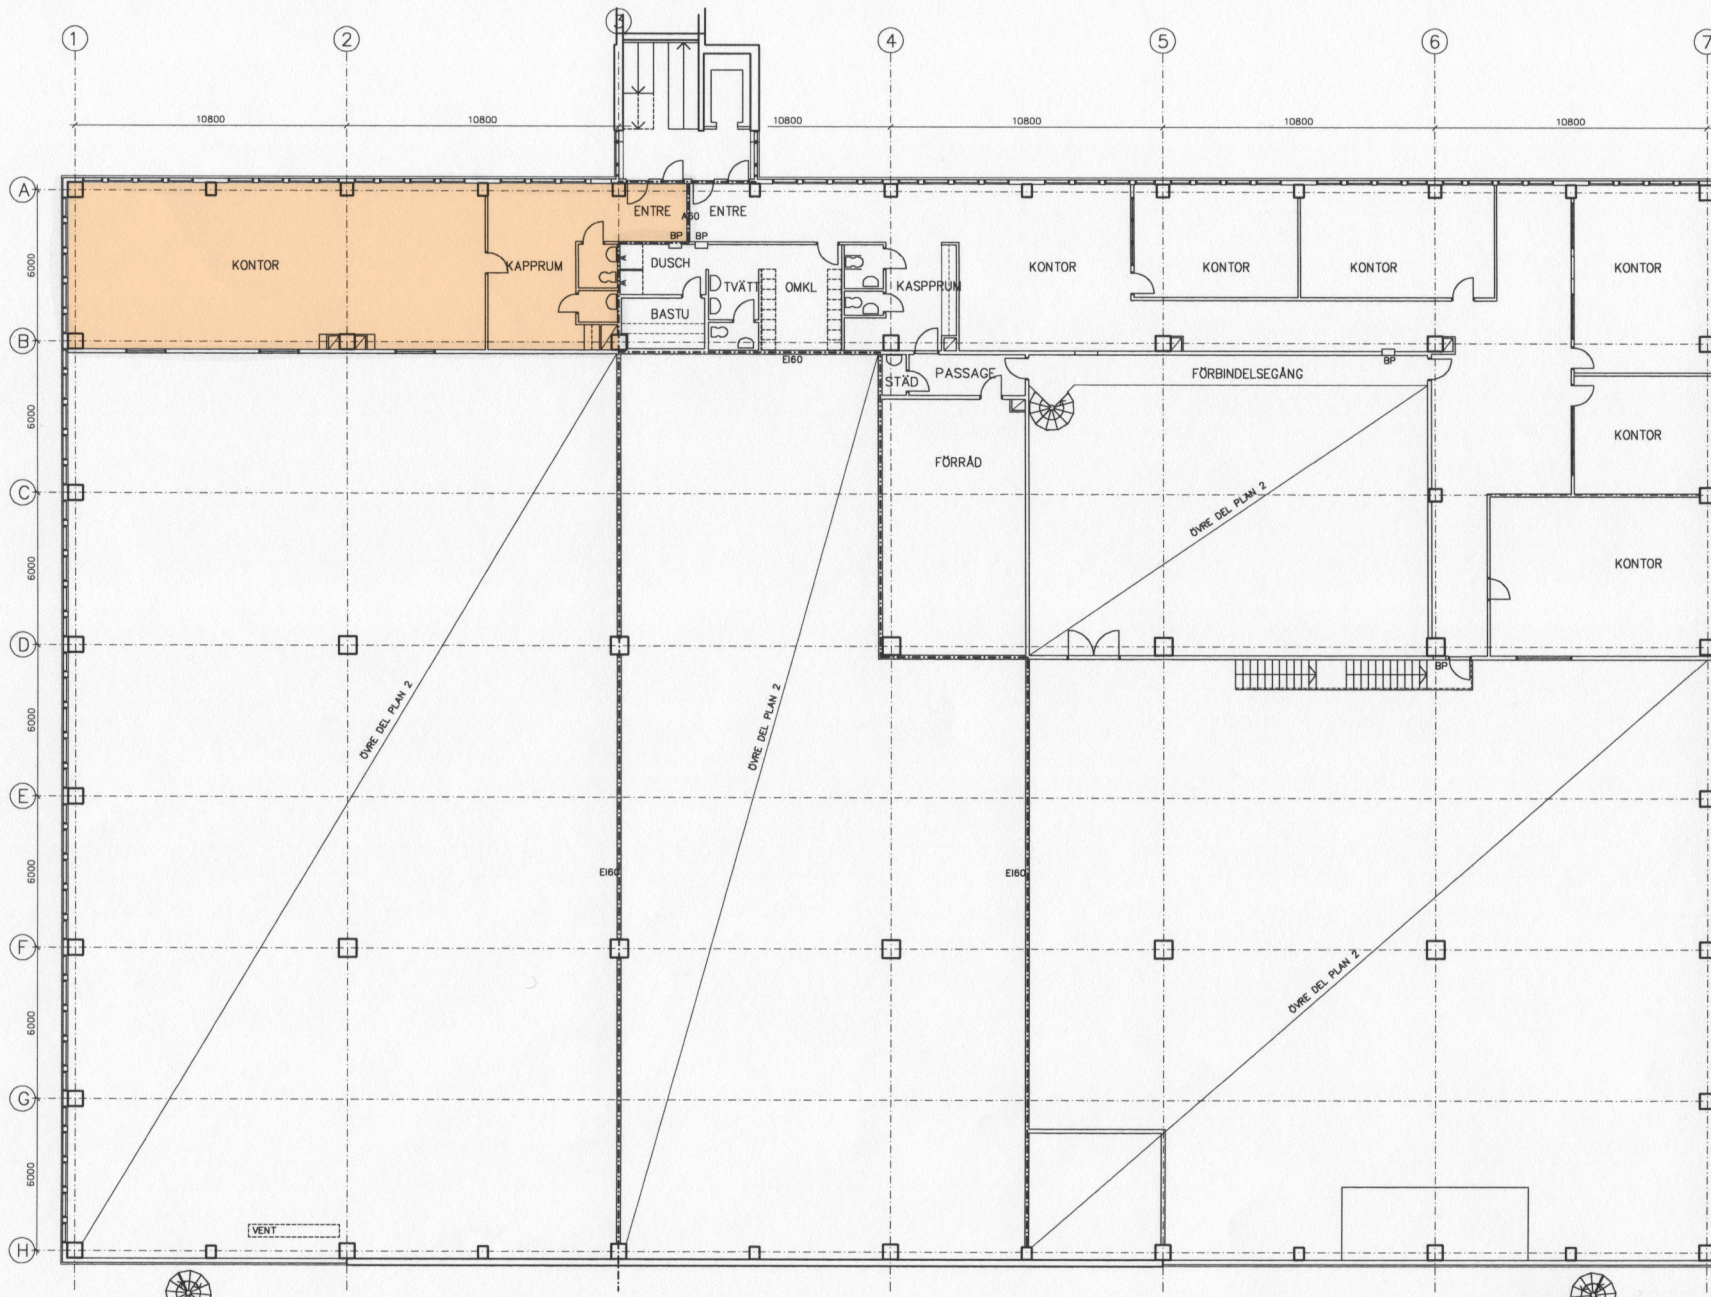 1
2
3
4
5
6
7
10800
10800
10800
10800
10800
10800
A
ENTRE
A60
ENTRE
BP
BP
6000
KONTOR
KAPPRUM
DUSCH
TVÄTT
OMKL
KASPPRUM
KONTOR
KONTOR
KONTOR
KONTOR
BASTU
B
EI60
BP
STÄD
PASSAGE
FÖRBINDELSEGÅNG
6000
KONTOR
FÖRRÅD
C
ÖVRE DEL PLAN 2
6000
KONTOR
D
BP
ÖVRE DEL PLAN 2
ÖVRE DEL PLAN 2
6000
E
6000
EI60
EI60
F
ÖVRE DEL PLAN 2
6000
G
6000
VENT
H